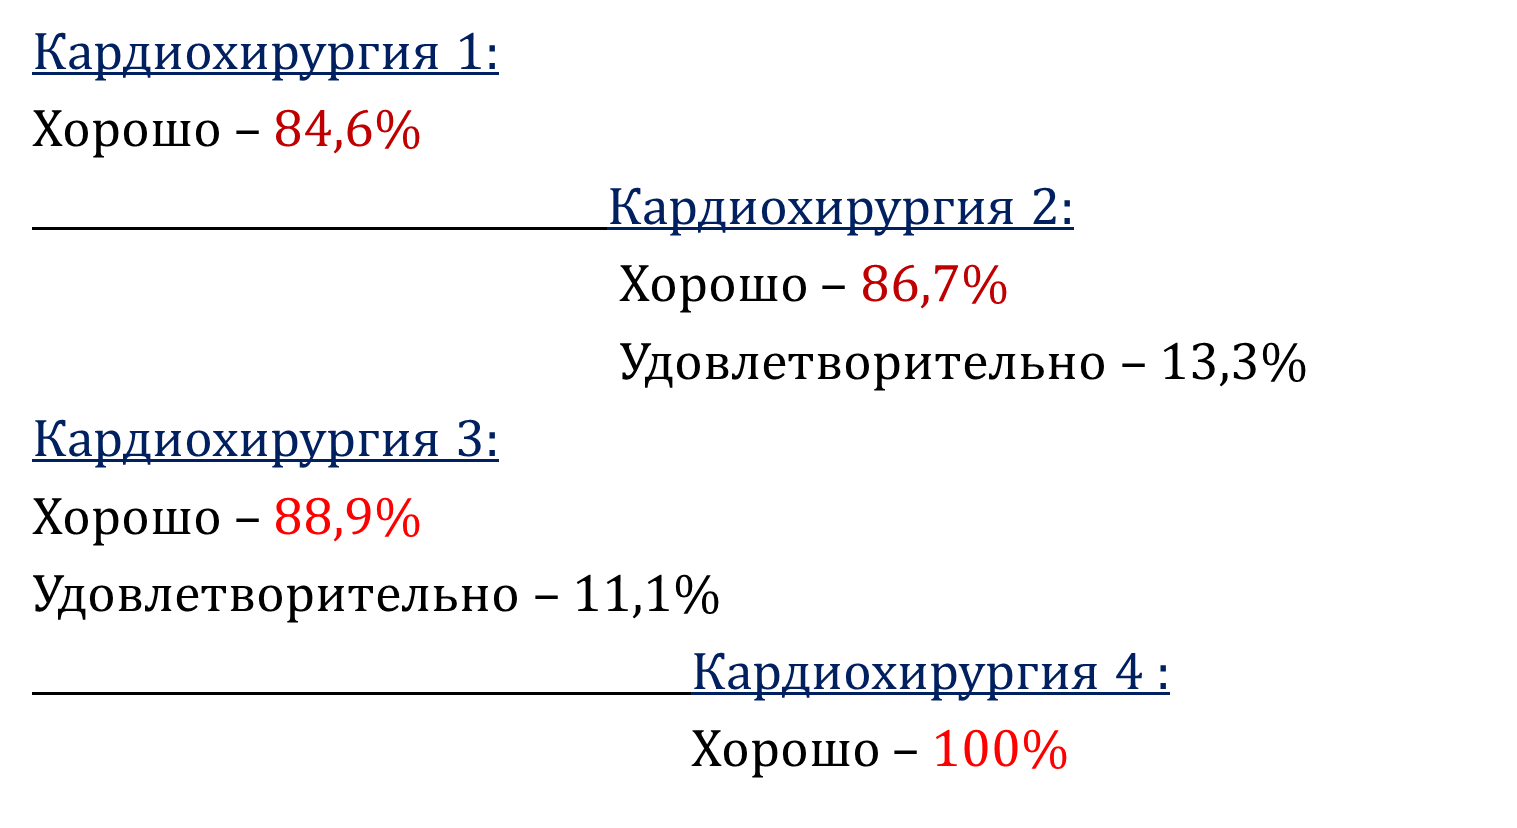 Кардиохирургия 1:
Хорошо – 84,6%
Кардиохирургия 2:
Хорошо – 86,7%
Удовлетворительно – 13,3%
Кардиохирургия 3:
Хорошо – 88,9%
Удовлетворительно – 11,1%
Кардиохирургия 4 :
Хорошо – 100%